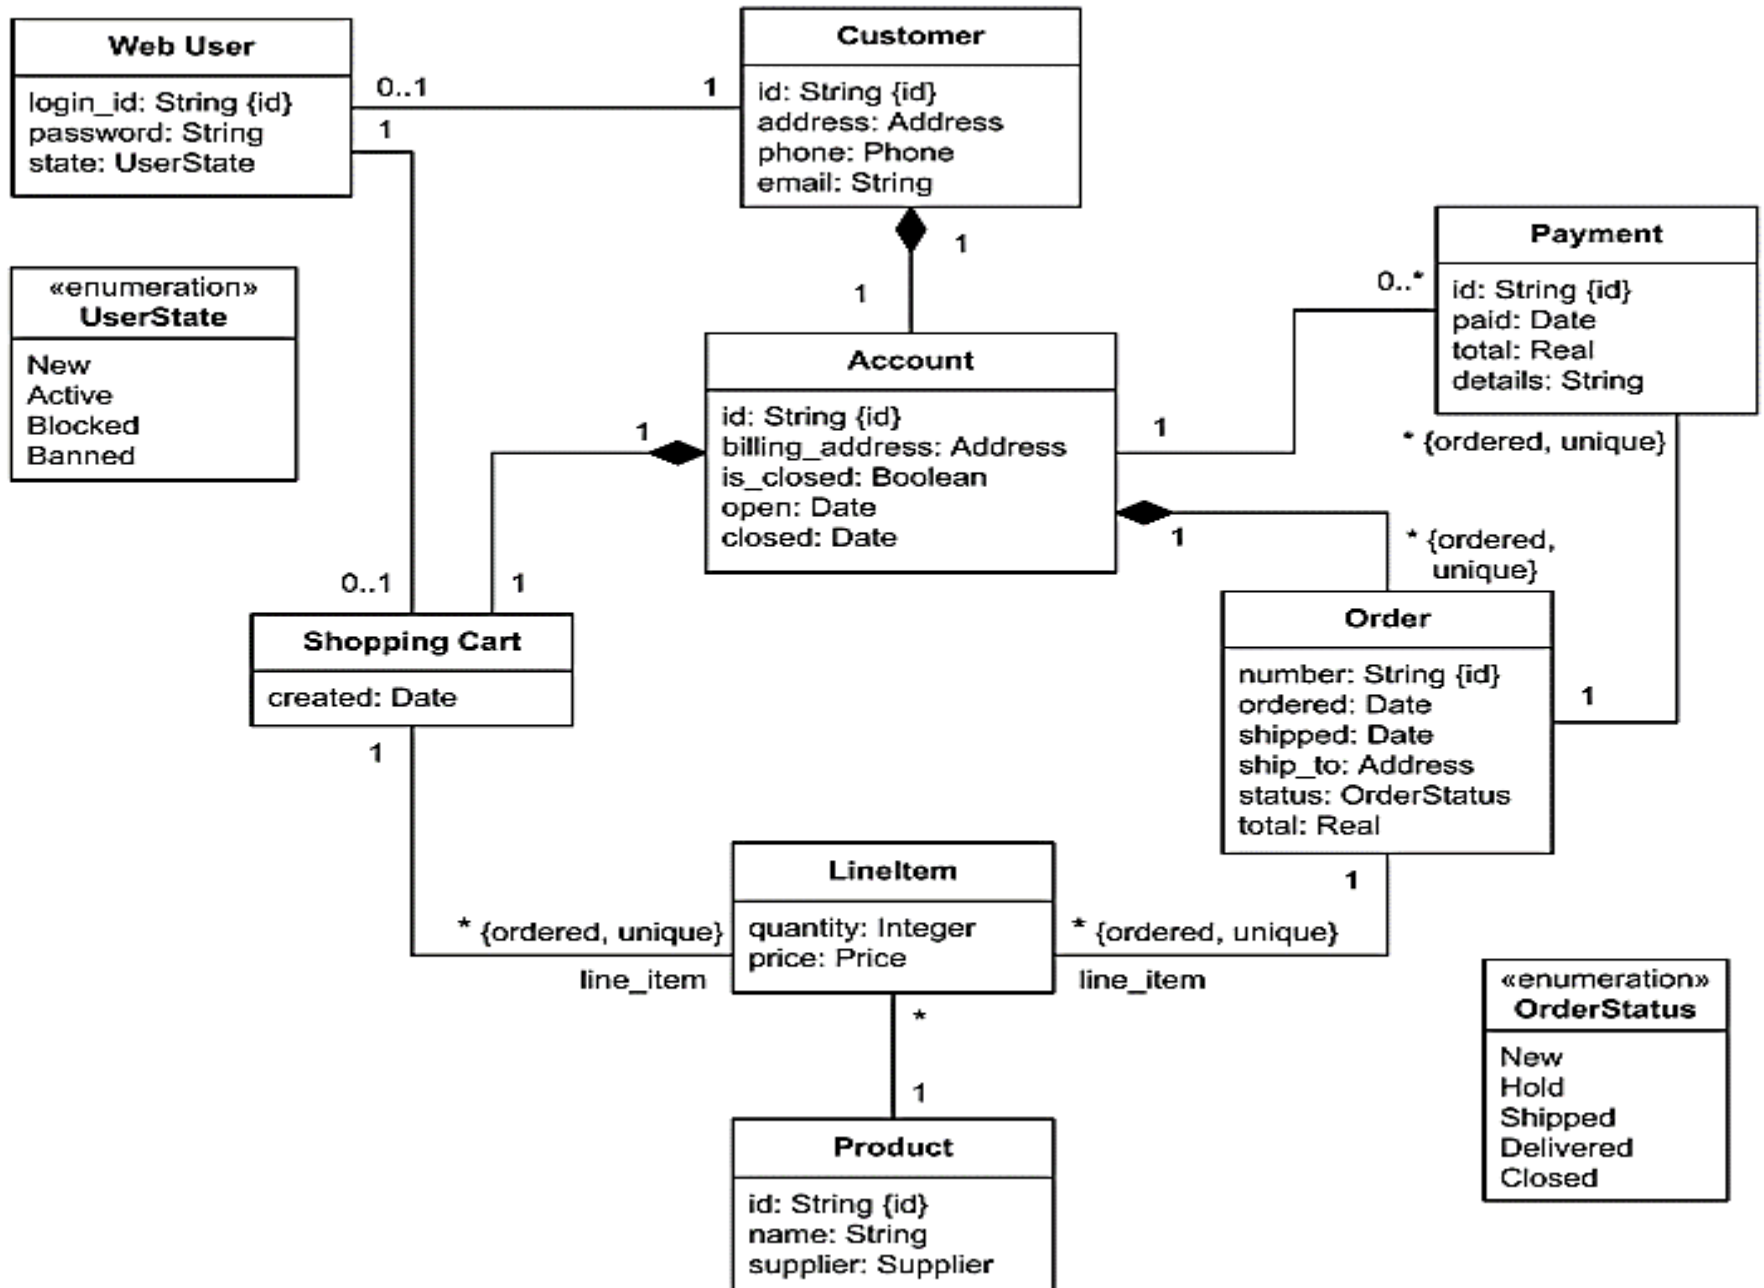 Web User
login_id: String {id}
password: String
state: UserState
0..1
1
1
Customer
id: String {id}
address: Address
phone: Phone
email: String
1
1
«enumeration»
UserState
New
Active
Blocked
Banned
Account
id: String {id}
billing_address: Address
is_closed: Boolean
open: Date
closed: Date
1
1
1
Payment
id: String {id}
paid: Date
total: Real
details: String
0..*
* {ordered, unique}
* {ordered,
unique}
0..1
1
Shopping Cart
created: Date
1
Order
number: String {id}
ordered: Date
shipped: Date
ship_to: Address
status: OrderStatus
total: Real
1
1
LineItem
quantity: Integer
price: Price
* {ordered, unique}
line_item
* {ordered, unique}
line_item
*
1
Product
id: String {id}
name: String
supplier: Supplier
«enumeration»
OrderStatus
New
Hold
Shipped
Delivered
Closed